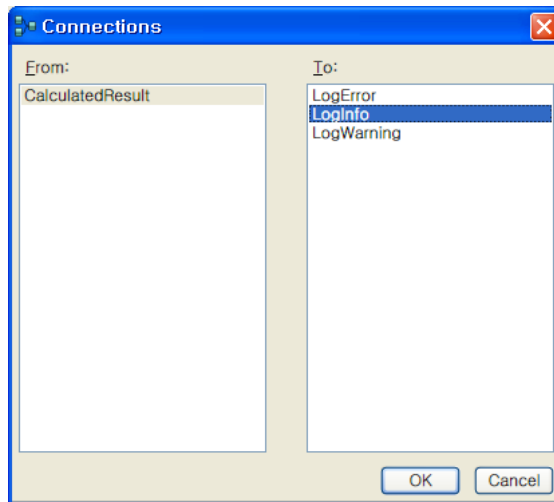 Connections
From:
To:
CalculatedResult
LogError
LogInfo
LogWarning
OK
Cancel